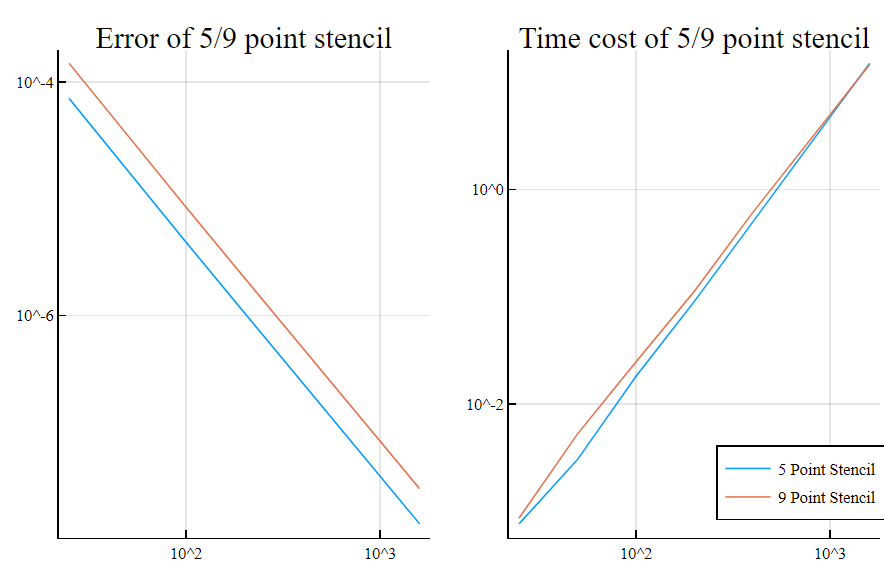 Error of 5/9 point stencil
10^-4
10^-6
10^2
10^3
Time cost of 5/9 point stencil
10^0
10^-2
5 Point Stencil
9 Point Stencil
10^2
10^3